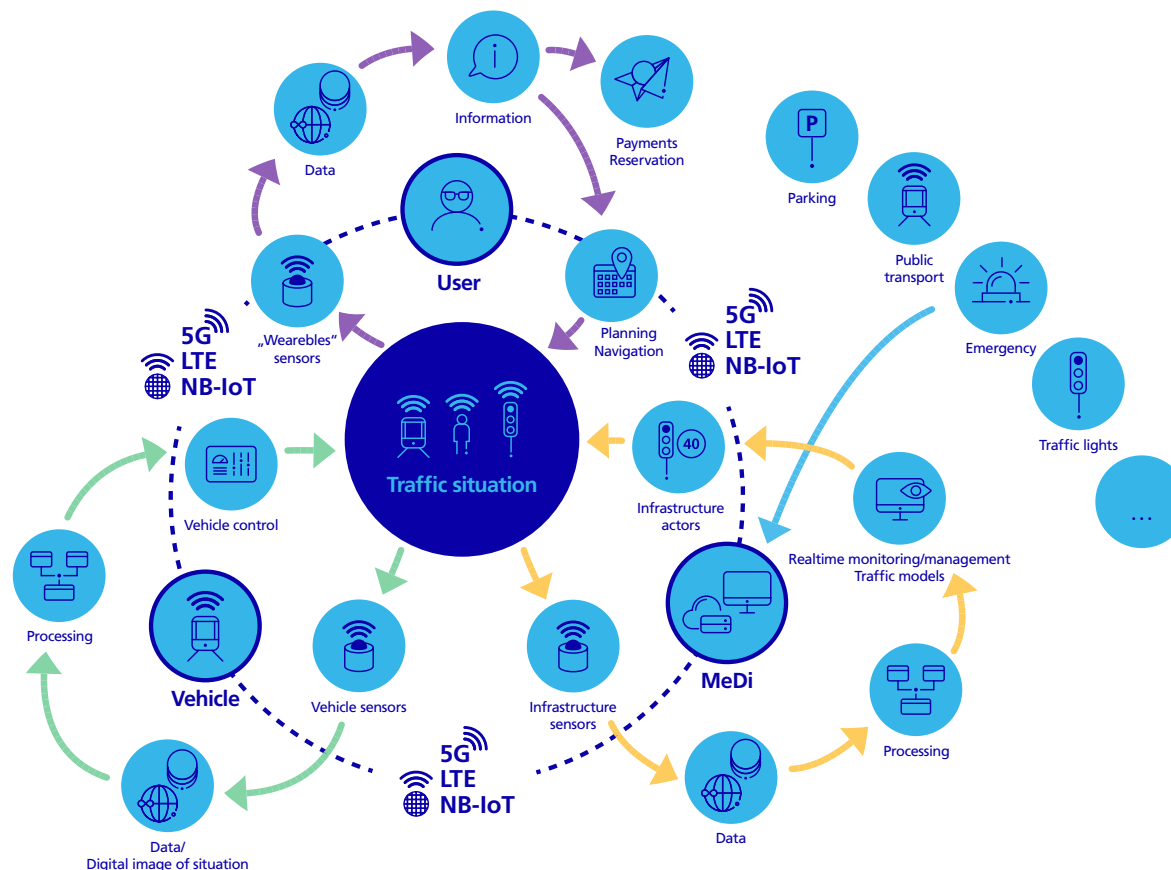 Information
Payments
Reservation
Data
P
Parking
Public
transport
User
Emergency
5G
LTE
NB-IoT
„Wearebles”
sensors
Planning
Navigation
5G
LTE
NB-IoT
Traffic lights
40
Traffic situation
Infrastructure
actors
Vehicle control
...
Realtime monitoring/management
Traffic models
Processing
Vehicle
Vehicle sensors
Infrastructure
sensors
MeDi
Processing
5G
LTE
NB-IoT
Data
Data/
Digital image of situation